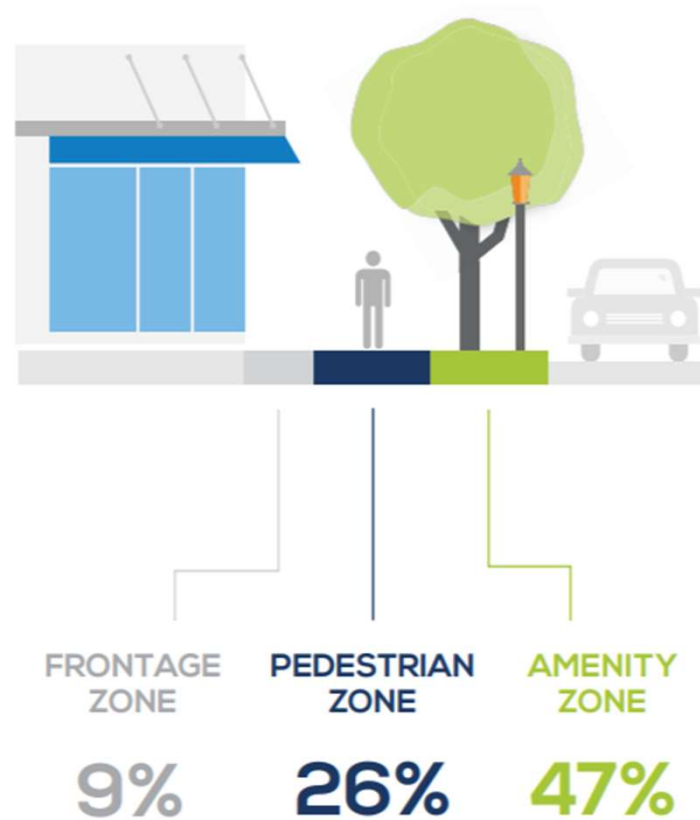 FRONTAGE
ZONE
9%
PEDESTRIAN
ZONE
26%
AMENITY
ZONE
47%